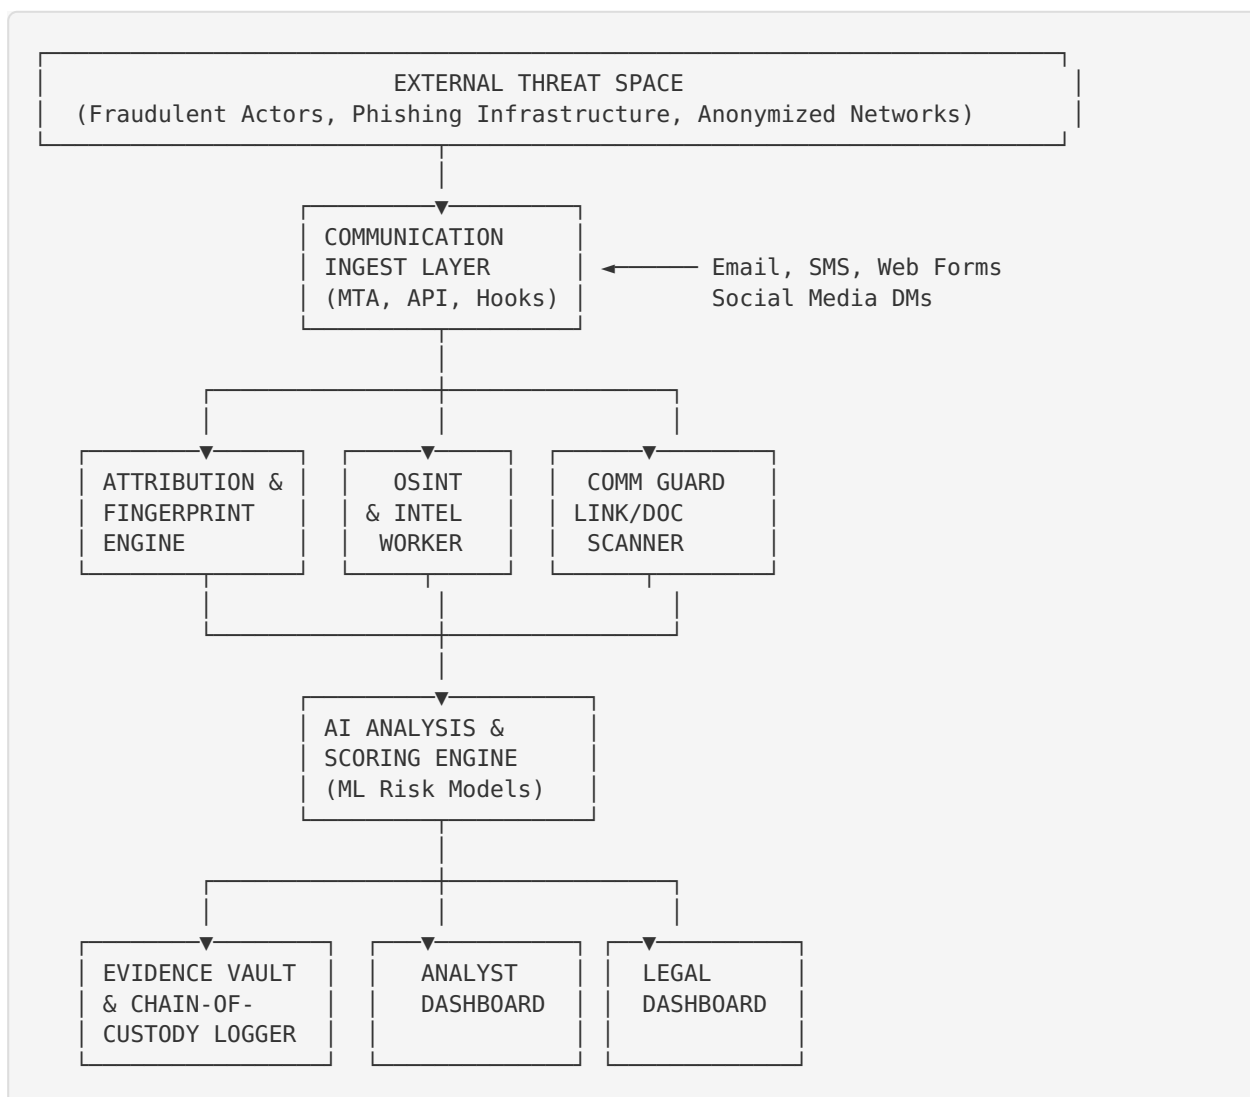 EXTERNAL THREAT SPACE
(Fraudulent Actors, Phishing Infrastructure, Anonymized Networks)
COMMUNICATION
INGEST LAYER
(MTA, API, Hooks)
Email, SMS, Web Forms
Social Media DMs
ATTRIBUTION &
FINGERPRINT
ENGINE
OSINT
& INTEL
WORKER
COMM GUARD
LINK/DOC
SCANNER
AI ANALYSIS &
SCORING ENGINE
(ML Risk Models)
EVIDENCE VAULT
& CHAIN-OF-
CUSTODY LOGGER
ANALYST
DASHBOARD
LEGAL
DASHBOARD